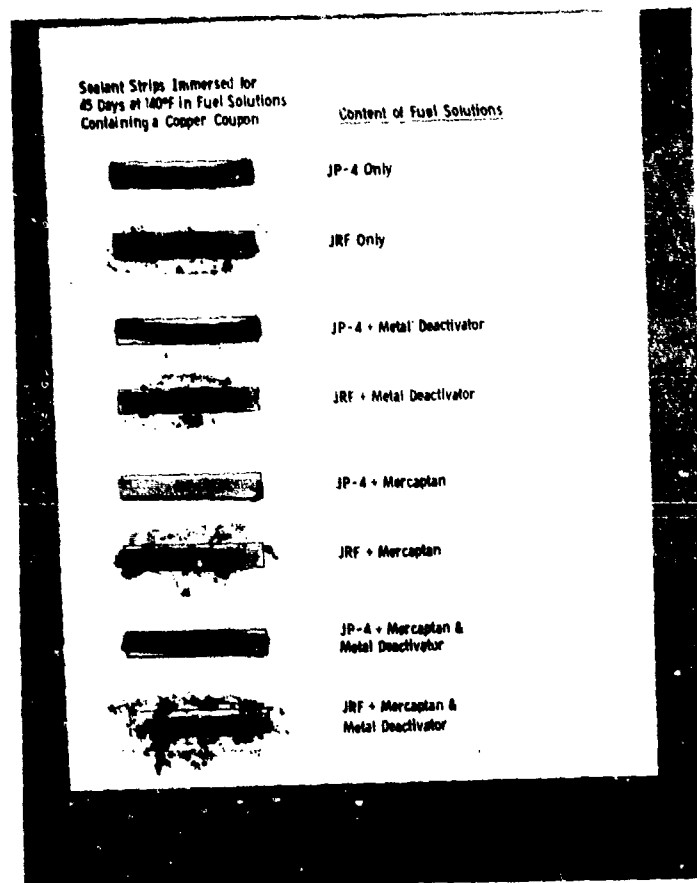 Sealant Strips Immersed for
45 Days at 140°F in Fuel Solutions
Containing a Copper Coupon
Content of Fuel Solutions
JP-4 Only
JRF Only
JP-4 + Metal Deactivator
JRF + Metal Deactivator
JP-4 + Mercaptan
JRF + Mercaptan
JP-4 + Mercaptan &
Metal Deactivator
JRF + Mercaptan &
Metal Deactivator